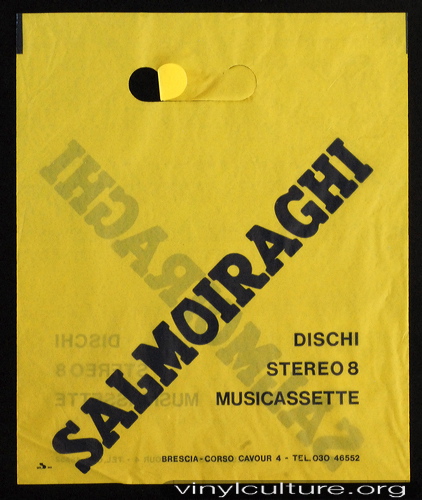 SALMOIRAGHI
DISCHI
STEREO 8
MUSICASSETTE
BRESCIA - CORSO CAVOUR 4 - TEL. 030 46552
vinylculture.org